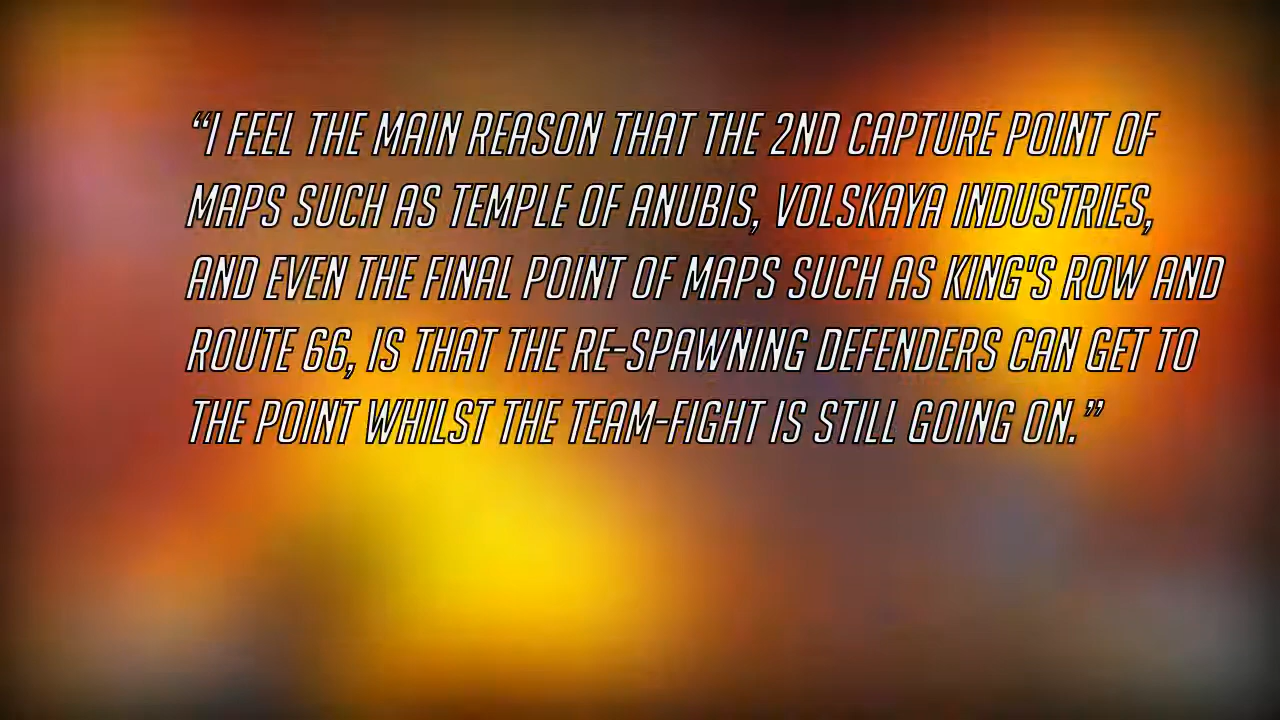 “I FEEL THE MAIN REASON THAT THE 2ND CAPTURE POINT OF
MAPS SUCH AS TEMPLE OF ANUBIS, VOLSKAYA INDUSTRIES,
AND EVEN THE FINAL POINT OF MAPS SUCH AS KING'S ROW AND
ROUTE 66, IS THAT THE RE-SPAWNING DEFENDERS CAN GET TO
THE POINT WHILST THE TEAM-FIGHT IS STILL GOING ON.”